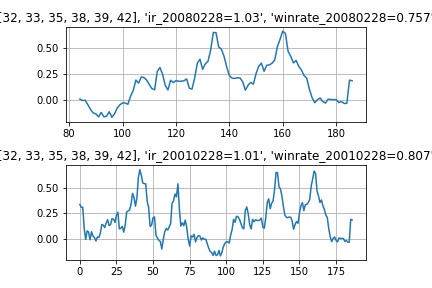 [32, 33, 35, 38, 39, 42], 'ir_20080228=1.03', 'winrate_20080228=0.757'
0.50
0.25
0.00
80 100 120 140 160 180
[32, 33, 35, 38, 39, 42], 'ir_20010228=1.01', 'winrate_20010228=0.807'
0.50
0.25
0.00
0 25 50 75 100 125 150 175